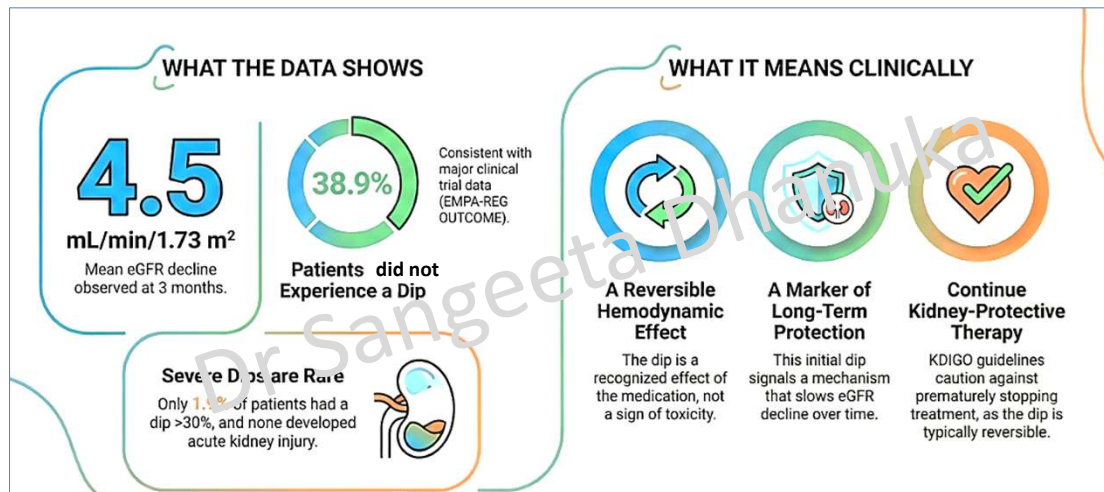 WHAT THE DATA SHOWS
4.5
mL/min/1.73 m²
Mean eGFR decline
observed at 3 months.
38.9%
Consistent with
major clinical
trial data
(EMPA-REG
OUTCOME).
Patients did not
Experience a Dip
Severe Dips are Rare
Only of patients had a
dip >30%, and none developed
acute kidney injury.
WHAT IT MEANS CLINICALLY
A Reversible
Hemodynamic
Effect
The dip is a
recognized effect of
the medication, not
a sign of toxicity.
A Marker of
Long-Term
Protection
This initial dip
signals a mechanism
that slows eGFR
decline over time.
Continue
Kidney-Protective
Therapy
KDIGO guidelines
caution against
prematurely stopping
treatment, as the dip is
typically reversible.
Dr Sangeeta Dhanuka